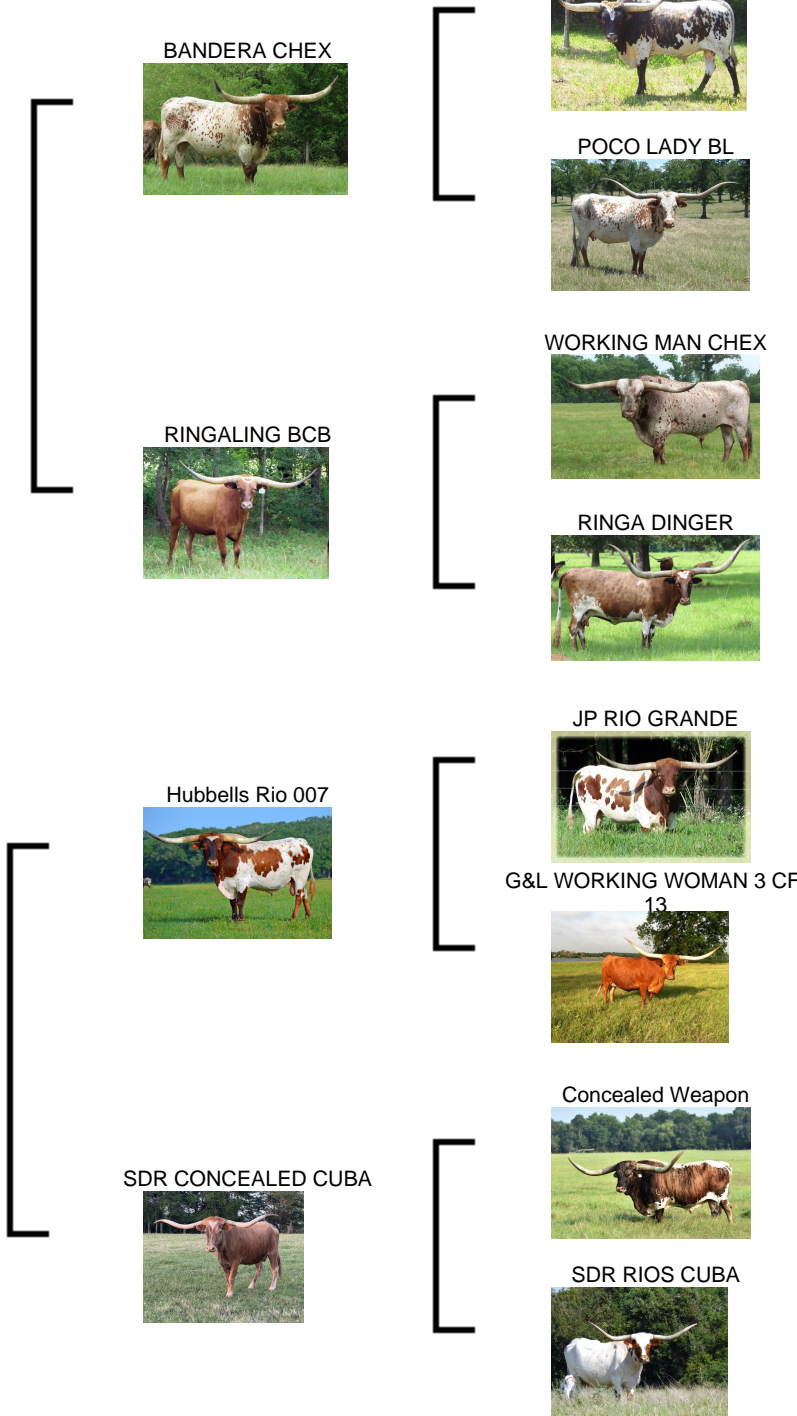 BANDERA CHEX
POCO LADY BL
WORKING MAN CHEX
RINGALING BCB
RINGA DINGER
JP RIO GRANDE
Hubbells Rio 007
G&L WORKING WOMAN 3 CF
13
Concealed Weapon
SDR CONCEALED CUBA
SDR RIOS CUBA